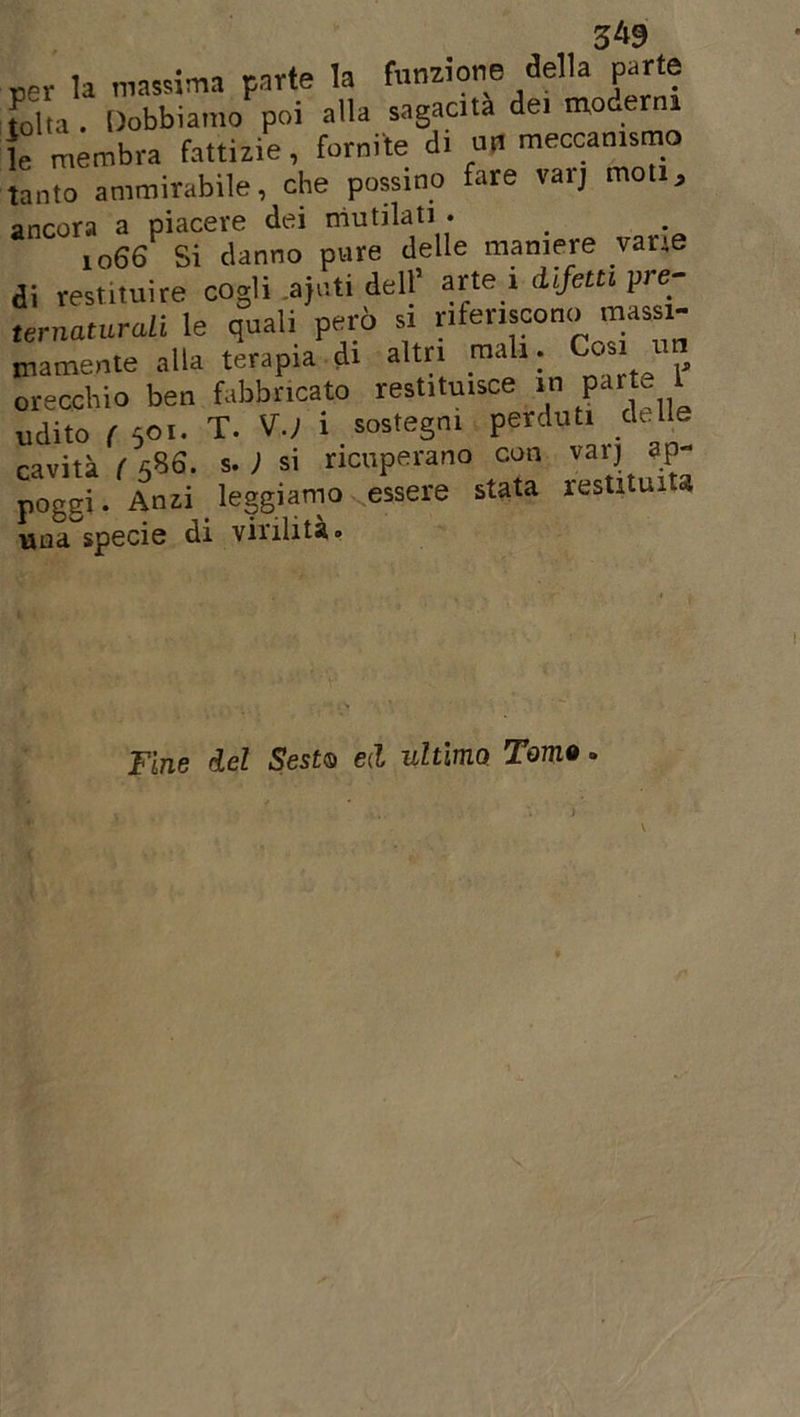 349
per la massima parte la funzione della parte
tolta. Dobbiamo poi alla sagacità dei moderni
le membra fattizie, fornite di un meccanismo
tanto ammirabile, che possino fare varj moti,
ancora a piacere dei mutilati.
1066 Si danno pure delle maniere varie
di restituire cogli ajuti dell' arte i difetti pre-
ternaturali le quali però si riferiscono massi-
mamente alla terapia di altri mali. Così un
orecchio ben fabbricato restituisce in parte l'
udito (501. T. V.) i sostegni perduti delle
cavità (586. s.) si ricuperano con varj ap-
poggi. Anzi leggiamo essere stata restituita
una specie di virilità.
Fine del Sesto ed ultimo Tomo.